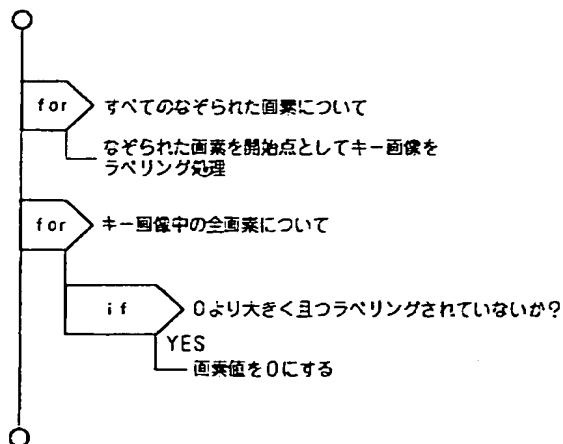 for すべてのなぞられた画素について
なぞられた画素を開始点としてキー画像を
ラベリング処理
for キー画像中の全画素について
if 0より大きく且つラベリングされていないか?
YES
画素値を0にする